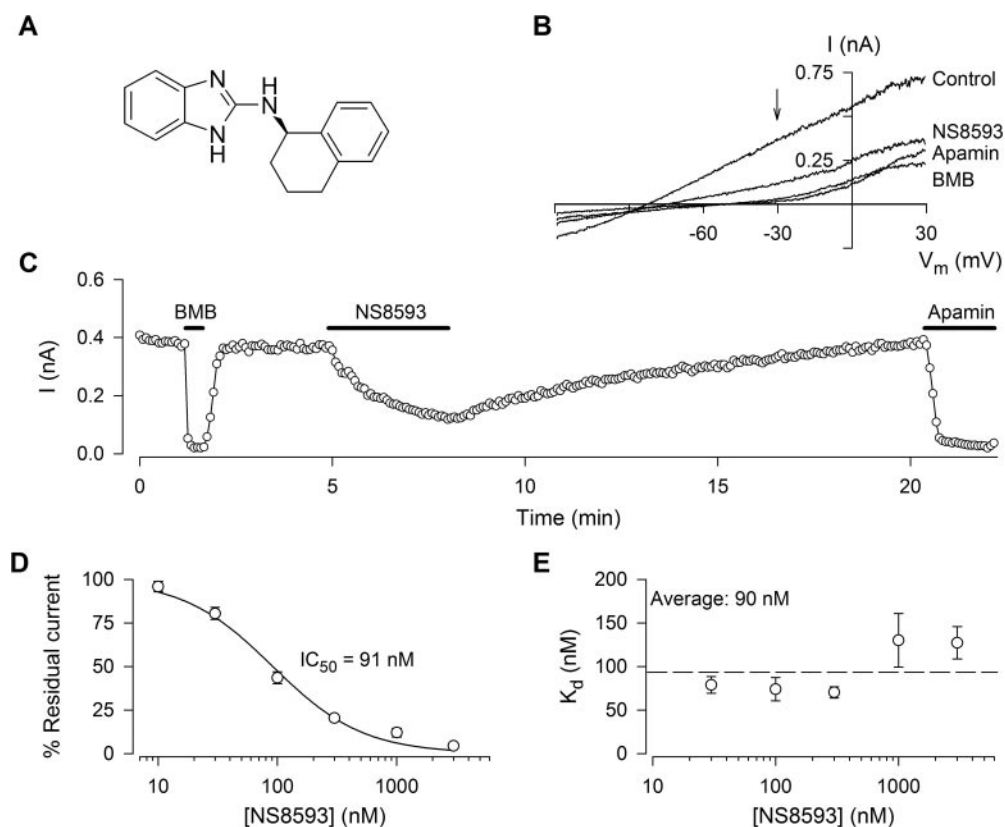 A
N
N
H
N
H
B
I (nA)
0.75
Control
NS8593
0.25
Apamin
BMB
-60
-30
30
Vm (mV)
C
0.6
BMB
NS8593
Apamin
0.4
I (nA)
0.2
0.0
0
5
10
15
20
Time (min)
D
100
75
% Residual current
IC50 = 91 nM
50
25
0
10
100
1000
[NS8593] (nM)
E
200
Average: 90 nM
150
Kd (nM)
100
50
0
10
100
1000
[NS8593] (nM)